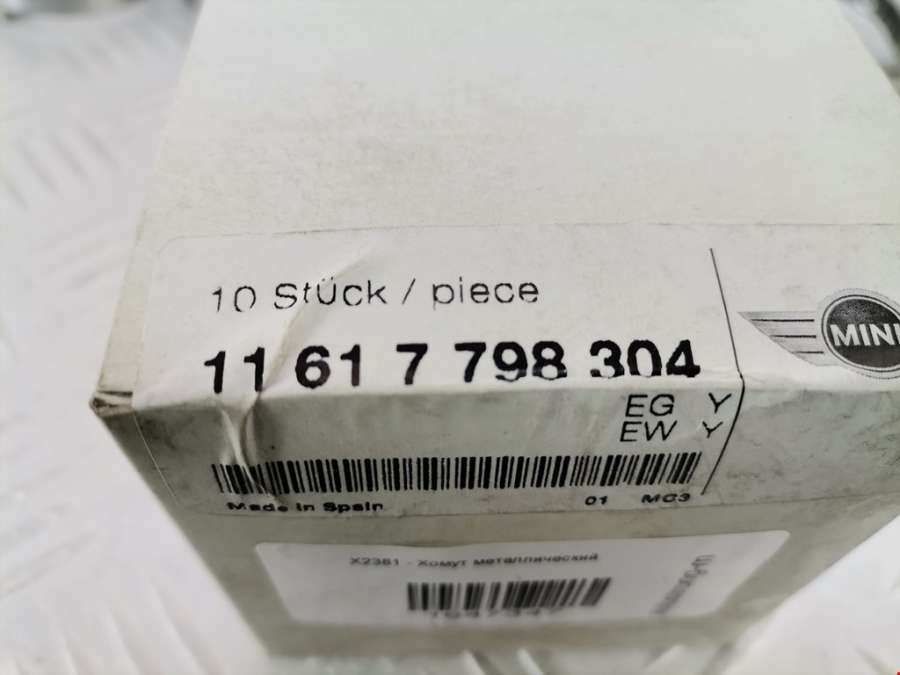 10 Stück / piece
11 61 7 798 304
MINI
EG Y
EW Y
Made in Spain
01 MC3
X2381 - Хомут металлический